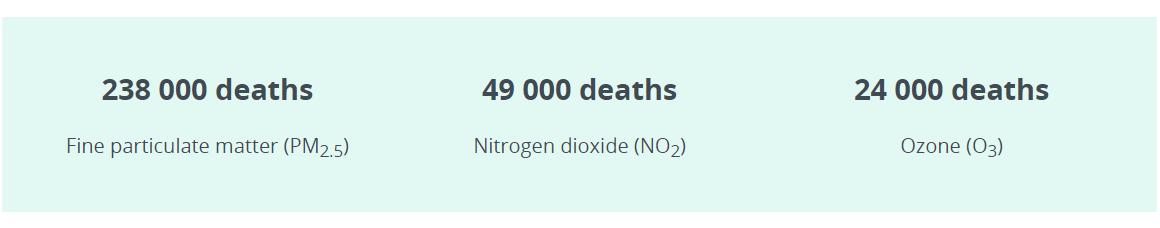 238 000 deaths
49 000 deaths
24 000 deaths
Fine particulate matter (PM2.5)
Nitrogen dioxide (NO2)
Ozone (O3)